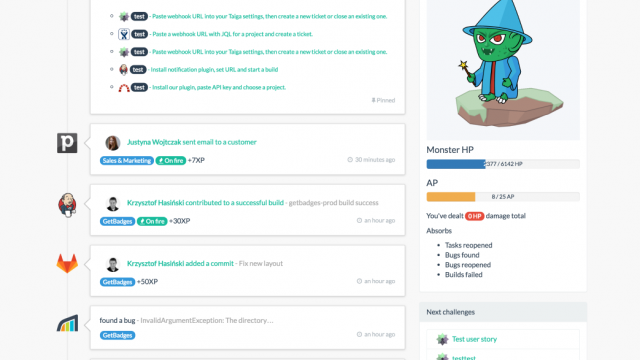 test - Paste webhook URL into your Taiga settings, then create a new ticket or close an existing one.
test - Paste a webhook URL with JQL for a project and create a ticket.
test - Paste webhook URL into your Taiga settings, then create a new ticket or close an existing one.
test - Install notification plugin, set URL and start a build
test - Install our plugin, paste API key and choose a project.
8 Pinned
Justyna Wojtczak sent email to a customer
Sales & Marketing On fire +7XP
30 minutes ago
Krzysztof Hasiński contributed to a successful build - getbadges-prod build success
GetBadges On fire +30XP
an hour ago
Krzysztof Hasiński added a commit - Fix new layout
GetBadges +50XP
an hour ago
found a bug - InvalidArgumentException: The directory…
GetBadges
an hour ago
Monster HP
/ 6142 HP
AP
8 / 25 AP
You've dealt 0 HP damage total
Absorbs
Tasks reopened
Bugs found
Bugs reopened
Builds failed
Next challenges
Test user story
testtest